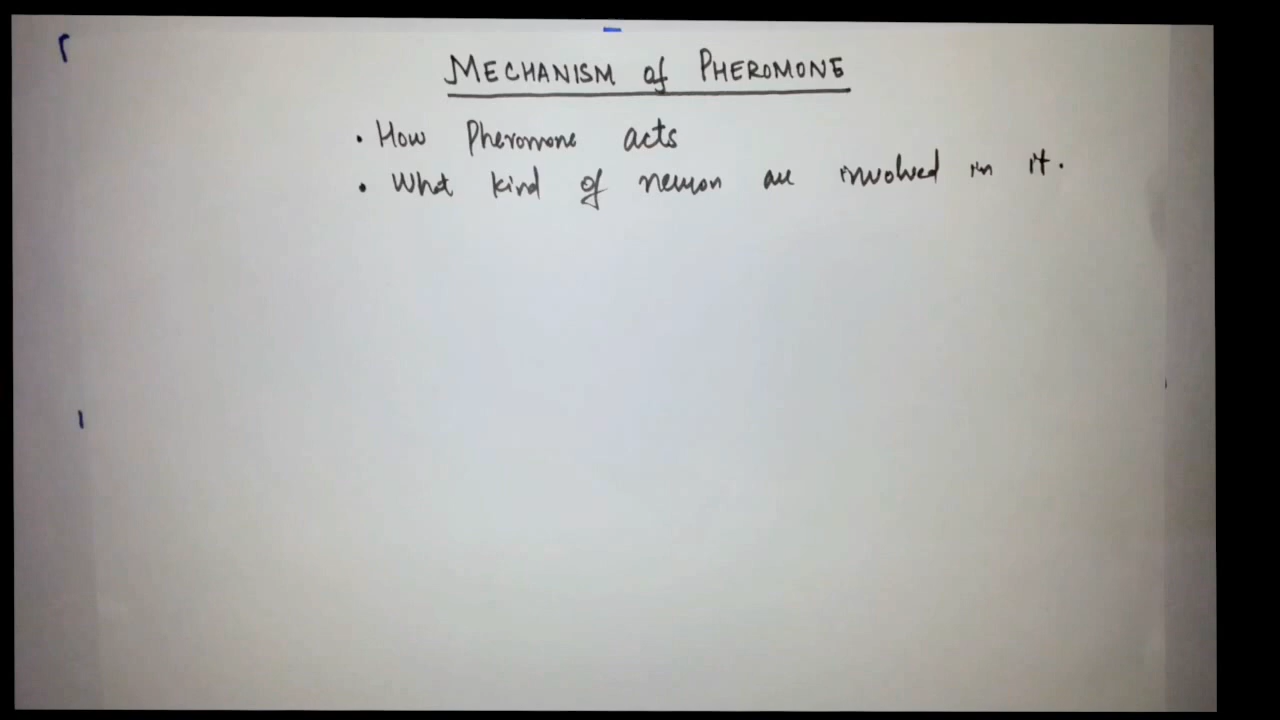 MECHANISM of PHEROMONE
• How Pheromone acts
• What kind of neuron are involved in it.